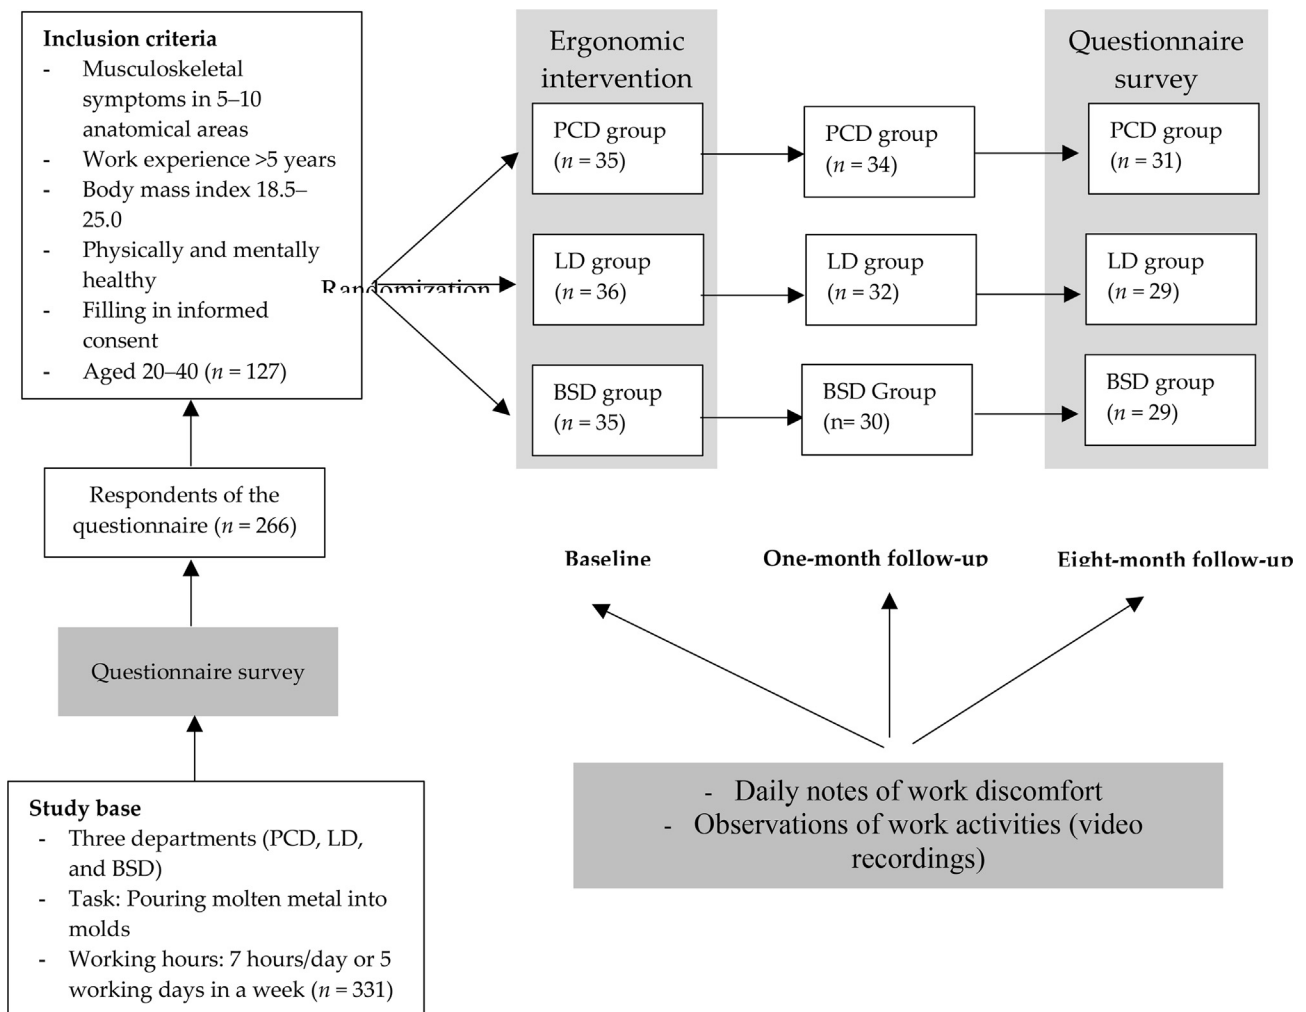 Inclusion criteria
- Musculoskeletal
symptoms in 5–10
anatomical areas
- Work experience >5 years
- Body mass index 18.5–
25.0
- Physically and mentally
healthy
- Filling in informed
consent
- Aged 20–40 (n = 127)
Respondents of the
questionnaire (n = 266)
Questionnaire survey
Study base
- Three departments (PCD, LD,
and BSD)
- Task: Pouring molten metal into
molds
- Working hours: 7 hours/day or 5
working days in a week (n = 331)
Randomization
Ergonomic
intervention
PCD group
(n = 35)
LD group
(n = 36)
BSD group
(n = 35)
PCD group
(n = 34)
LD group
(n = 32)
BSD Group
(n= 30)
Questionnaire
survey
PCD group
(n = 31)
LD group
(n = 29)
BSD group
(n = 29)
Baseline
One-month follow-up
Eight-month follow-up
- Daily notes of work discomfort
- Observations of work activities (video
recordings)